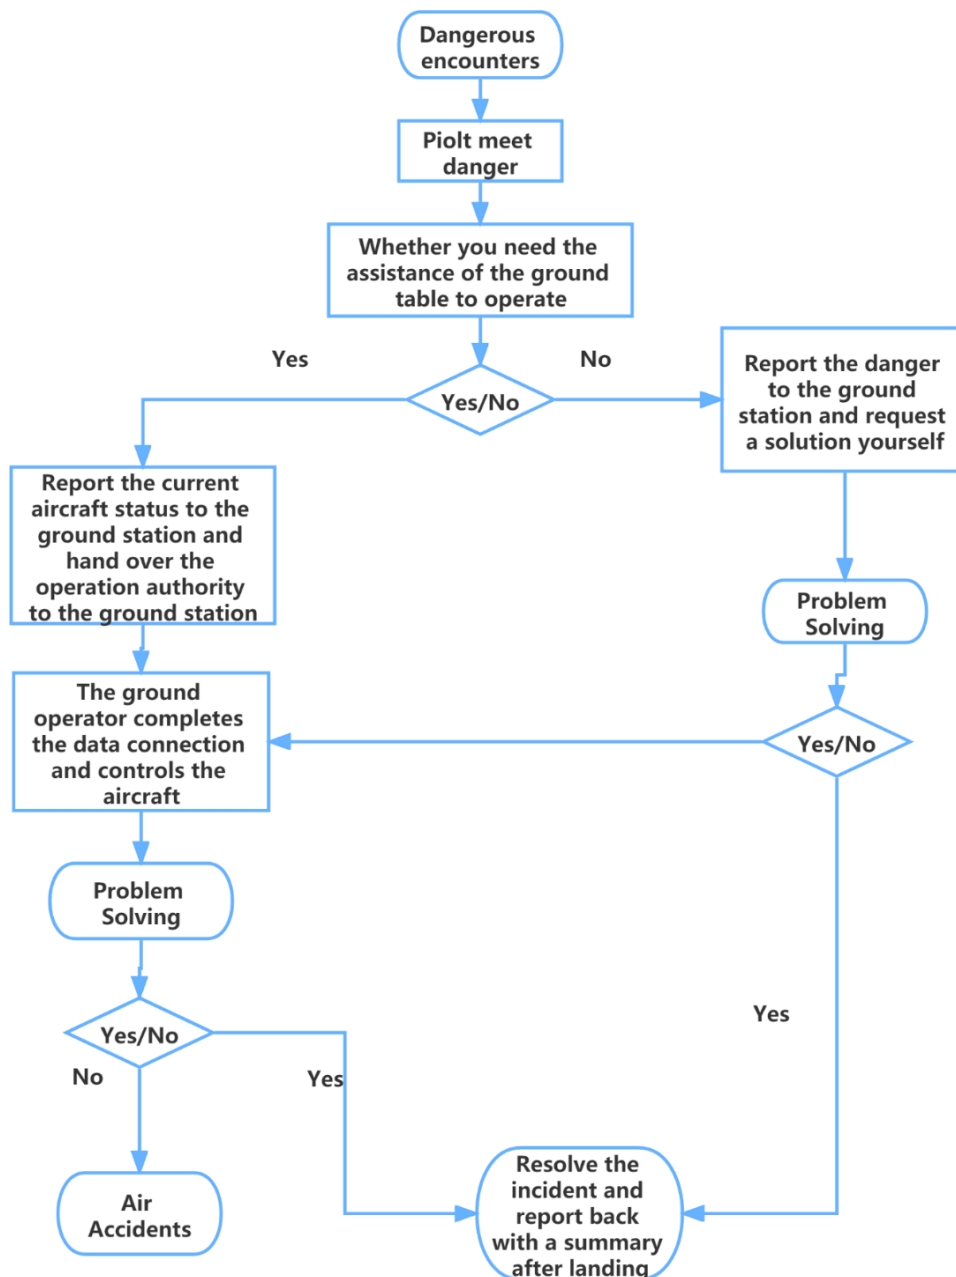 Dangerous
encounters
Piolt meet
danger
Whether you need the
assistance of the ground
table to operate
Yes
No
Yes/No
Report the danger
to the ground
station and request
a solution yourself
Report the current
aircraft status to the
ground station and
hand over the
operation authority
to the ground station
Problem
Solving
The ground
operator completes
the data connection
and controls the
aircraft
Yes/No
Problem
Solving
Yes/No
Yes
No
Yes
Air
Accidents
Resolve the
incident and
report back
with a summary
after landing